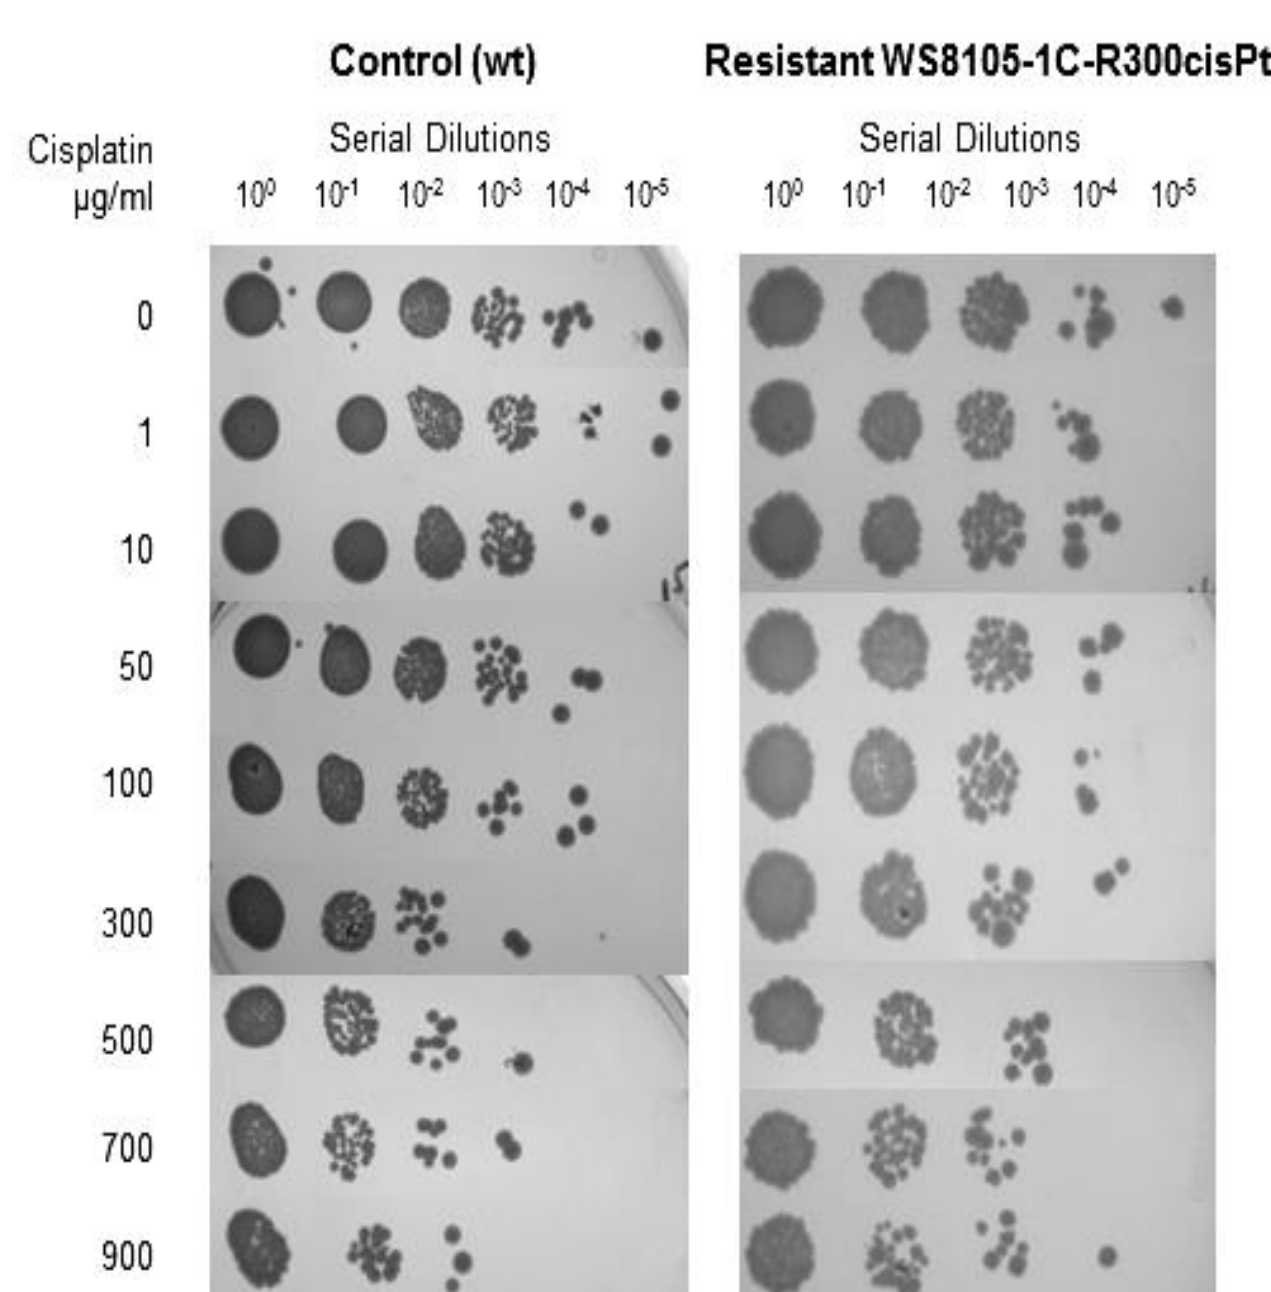 Control (wt)
Resistant WS8105-1C-R300cisPt
Serial Dilutions
Serial Dilutions
Cisplatin
µg/ml
10⁰ 10⁻¹ 10⁻² 10⁻³ 10⁻⁴ 10⁻⁵
10⁰ 10⁻¹ 10⁻² 10⁻³ 10⁻⁴ 10⁻⁵
0
1
10
50
100
300
500
700
900